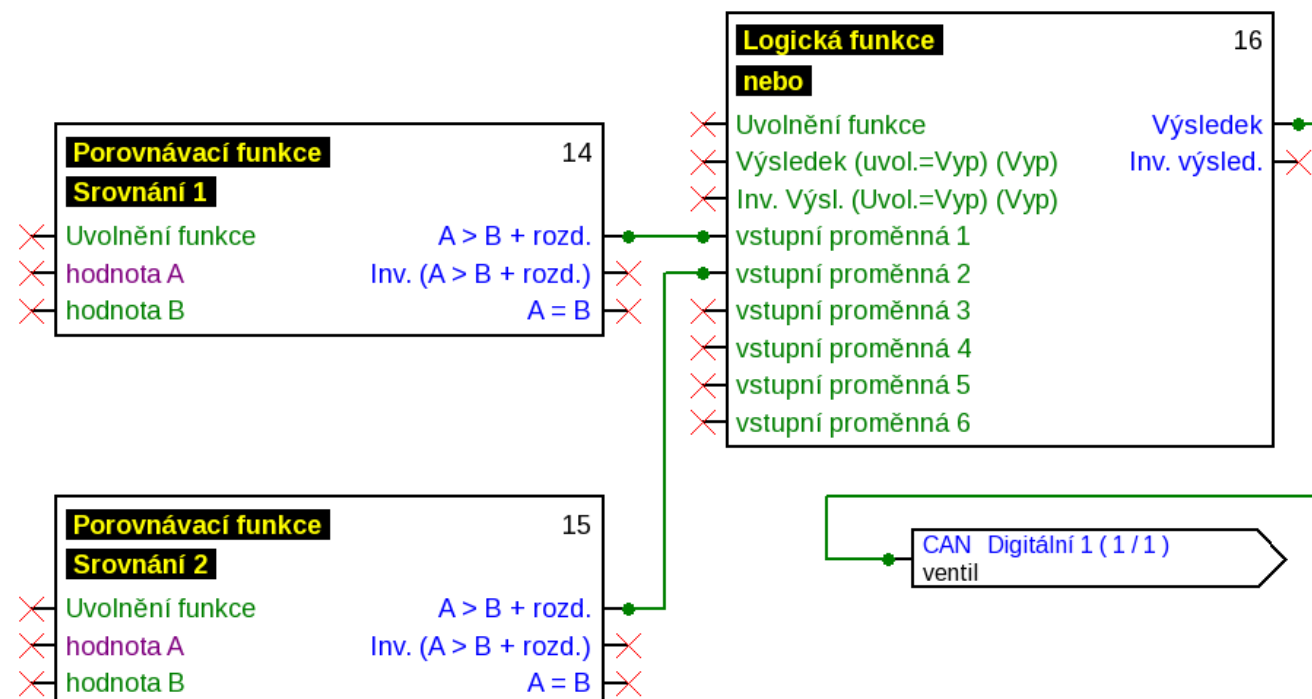 Porovnávací funkce 14
Srovnání 1
Uvolnění funkce A > B + rozd.
hodnota A Inv. (A > B + rozd.)
hodnota B A = B
Logická funkce 16
nebo
Uvolnění funkce Výsledek
Výsledek (uvol.=Vyp) (Vyp) Inv. výsled.
Inv. Výsl. (Uvol.=Vyp) (Vyp)
vstupní proměnná 1
vstupní proměnná 2
vstupní proměnná 3
vstupní proměnná 4
vstupní proměnná 5
vstupní proměnná 6
Porovnávací funkce 15
Srovnání 2
Uvolnění funkce A > B + rozd.
hodnota A Inv. (A > B + rozd.)
hodnota B A = B
CAN Digitální 1 ( 1 / 1 )
ventil